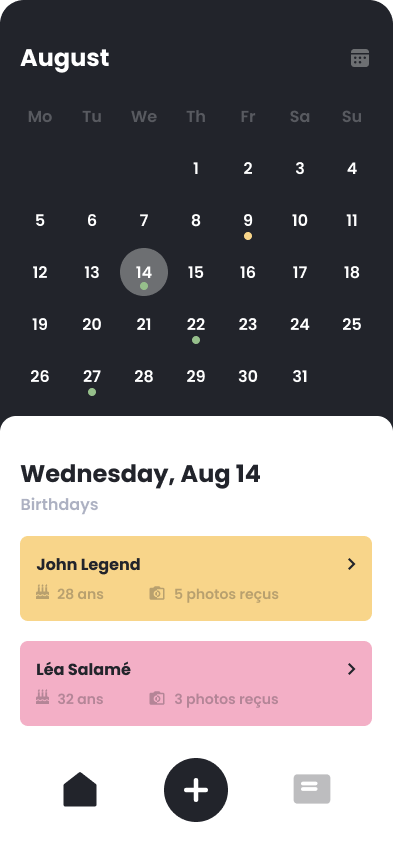 August
Mo Tu We Th Fr Sa Su
1 2 3 4
5 6 7 8 9 10 11
12 13 14 15 16 17 18
19 20 21 22 23 24 25
26 27 28 29 30 31
Wednesday, Aug 14
Birthdays
John Legend
28 ans 5 photos reçus
Léa Salamé
32 ans 3 photos reçus